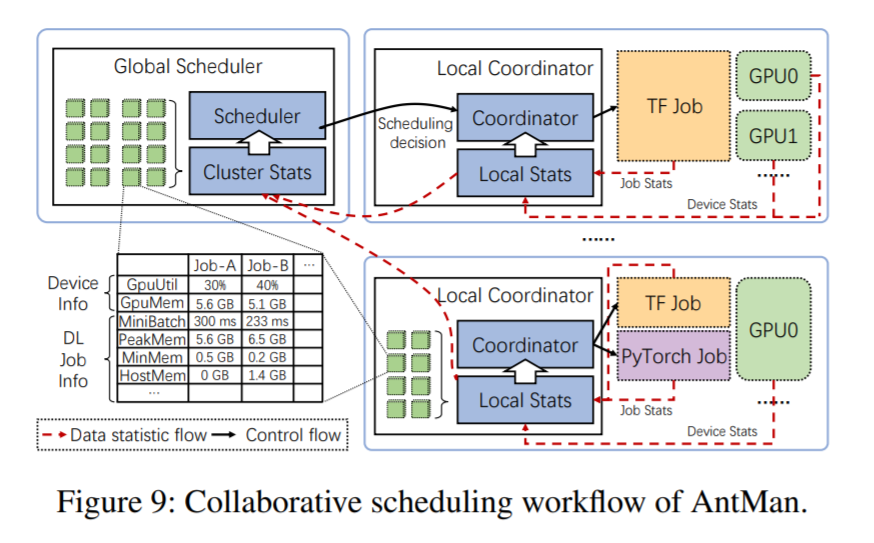 Global Scheduler
Scheduler
Cluster Stats
Scheduling
decision
Local Coordinator
Coordinator
Local Stats
TF Job
GPU0
GPU1
......
Job Stats
Device Stats
......
Device
Info
DL
Job
Info
Job-A Job-B ...
GpuUtil 30% 40%
GpuMem 5.6 GB 5.1 GB
MiniBatch 300 ms 233 ms
PeakMem 5.6 GB 6.5 GB
MinMem 0.5 GB 0.2 GB
HostMem 0 GB 1.4 GB
...
Local Coordinator
Coordinator
Local Stats
TF Job
PyTorch Job
GPU0
......
Job Stats
Device Stats
Data statistic flow Control flow
Figure 9: Collaborative scheduling workflow of AntMan.